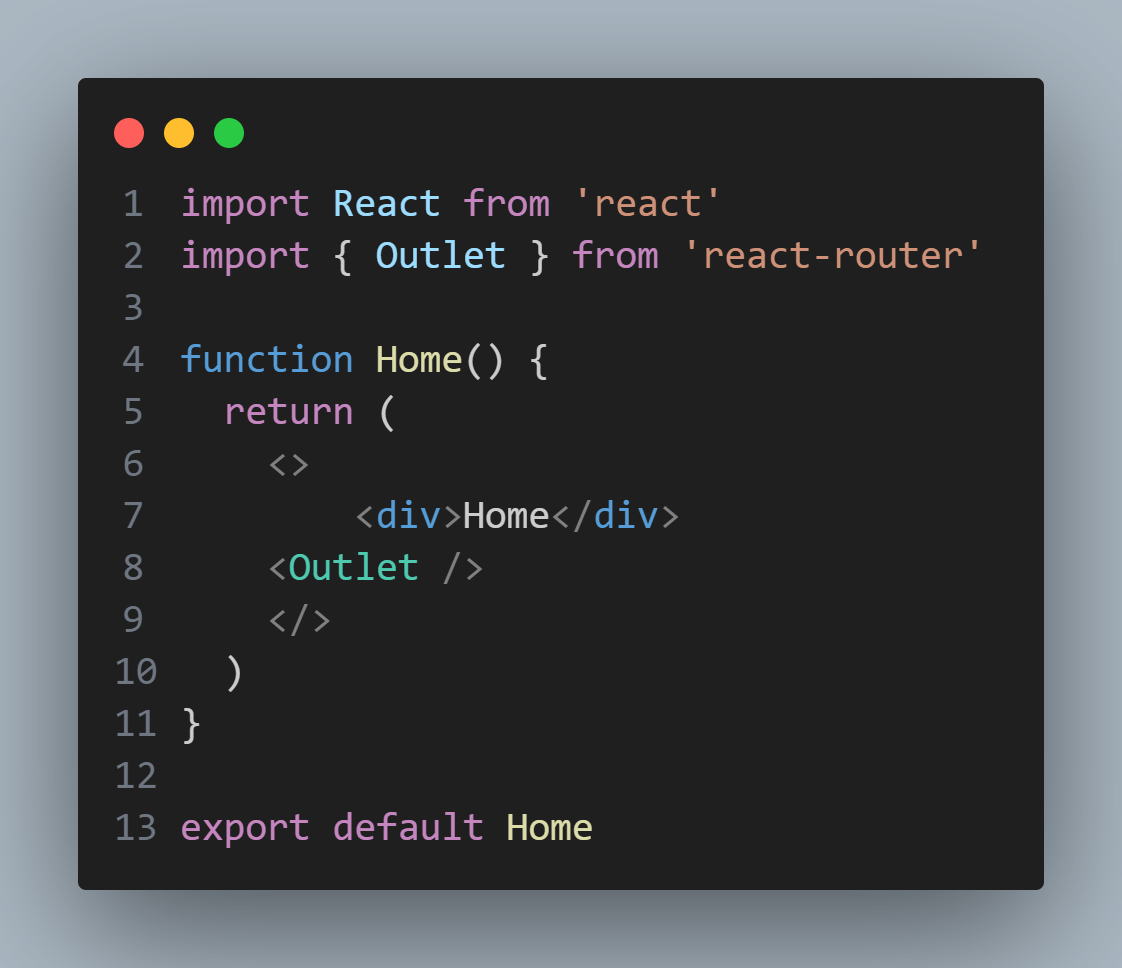 1 import React from 'react'
2 import { Outlet } from 'react-router'
3
4 function Home() {
5   return (
6     <>
7         <div>Home</div>
8     <Outlet />
9     </>
10   )
11 }
12
13 export default Home